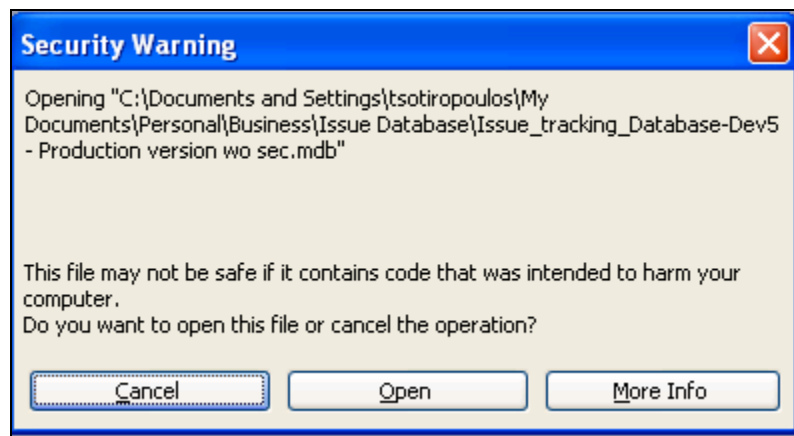 Security Warning
Opening "C:\Documents and Settings\tsotiropoulos\My
Documents\Personal\Business\Issue Database\Issue_tracking_Database-Dev5
- Production version wo sec.mdb"
This file may not be safe if it contains code that was intended to harm your
computer.
Do you want to open this file or cancel the operation?
Cancel
Open
More Info